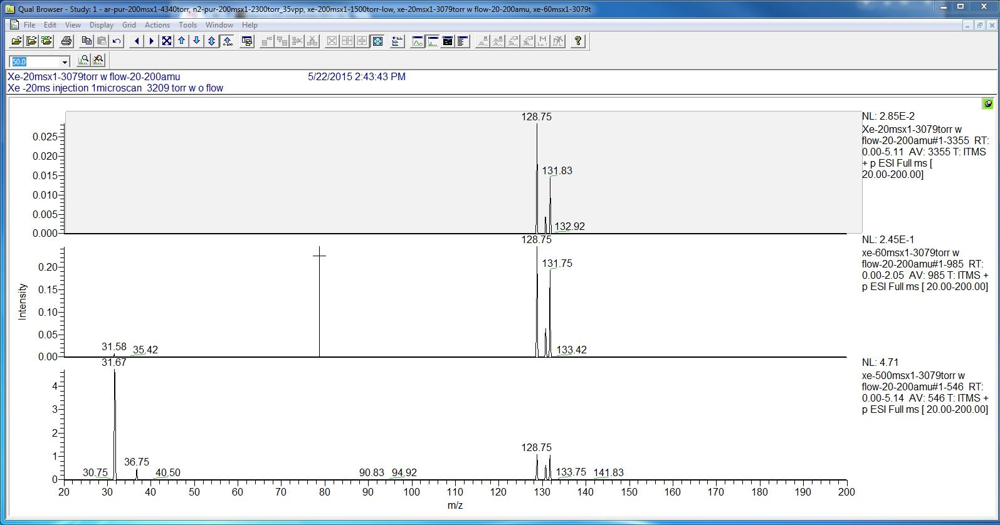 Qual Browser - Study: 1 - ar-pur-200msx1-4340torr, n2-pur-200msx1-2300torr_35vpp, xe-200msx1-1500torr-low, xe-20msx1-3079torr w flow-20-200amu, xe-60msx1-3079t
File Edit View Display Grid Actions Tools Window Help
0-100
?
50.0
Xe-20msx1-3079torr w flow-20-200amu 5/22/2015 2:43:43 PM
Xe -20ms injection 1microscan 3209 torr w o flow
128.75
0.025
0.020
0.015
0.010
0.005
0.000
131.83
132.92
NL: 2.85E-2
Xe-20msx1-3079torr w
flow-20-200amu#1-3355 RT:
0.00-5.11 AV: 3355 T: ITMS
+ p ESI Full ms [
20.00-200.00]
128.75
0.20
0.15
0.10
0.05
0.00
131.75
31.58
35.42
133.42
NL: 2.45E-1
xe-60msx1-3079torr w
flow-20-200amu#1-985 RT:
0.00-2.05 AV: 985 T: ITMS +
p ESI Full ms [ 20.00-200.00]
Intensity
31.67
4
3
2
1
0
128.75
36.75
30.75
40.50
90.83
94.92
133.75
141.83
NL: 4.71
xe-500msx1-3079torr w
flow-20-200amu#1-546 RT:
0.00-5.14 AV: 546 T: ITMS +
p ESI Full ms [ 20.00-200.00]
20 30 40 50 60 70 80 90 100 110 120 130 140 150 160 170 180 190 200
m/z